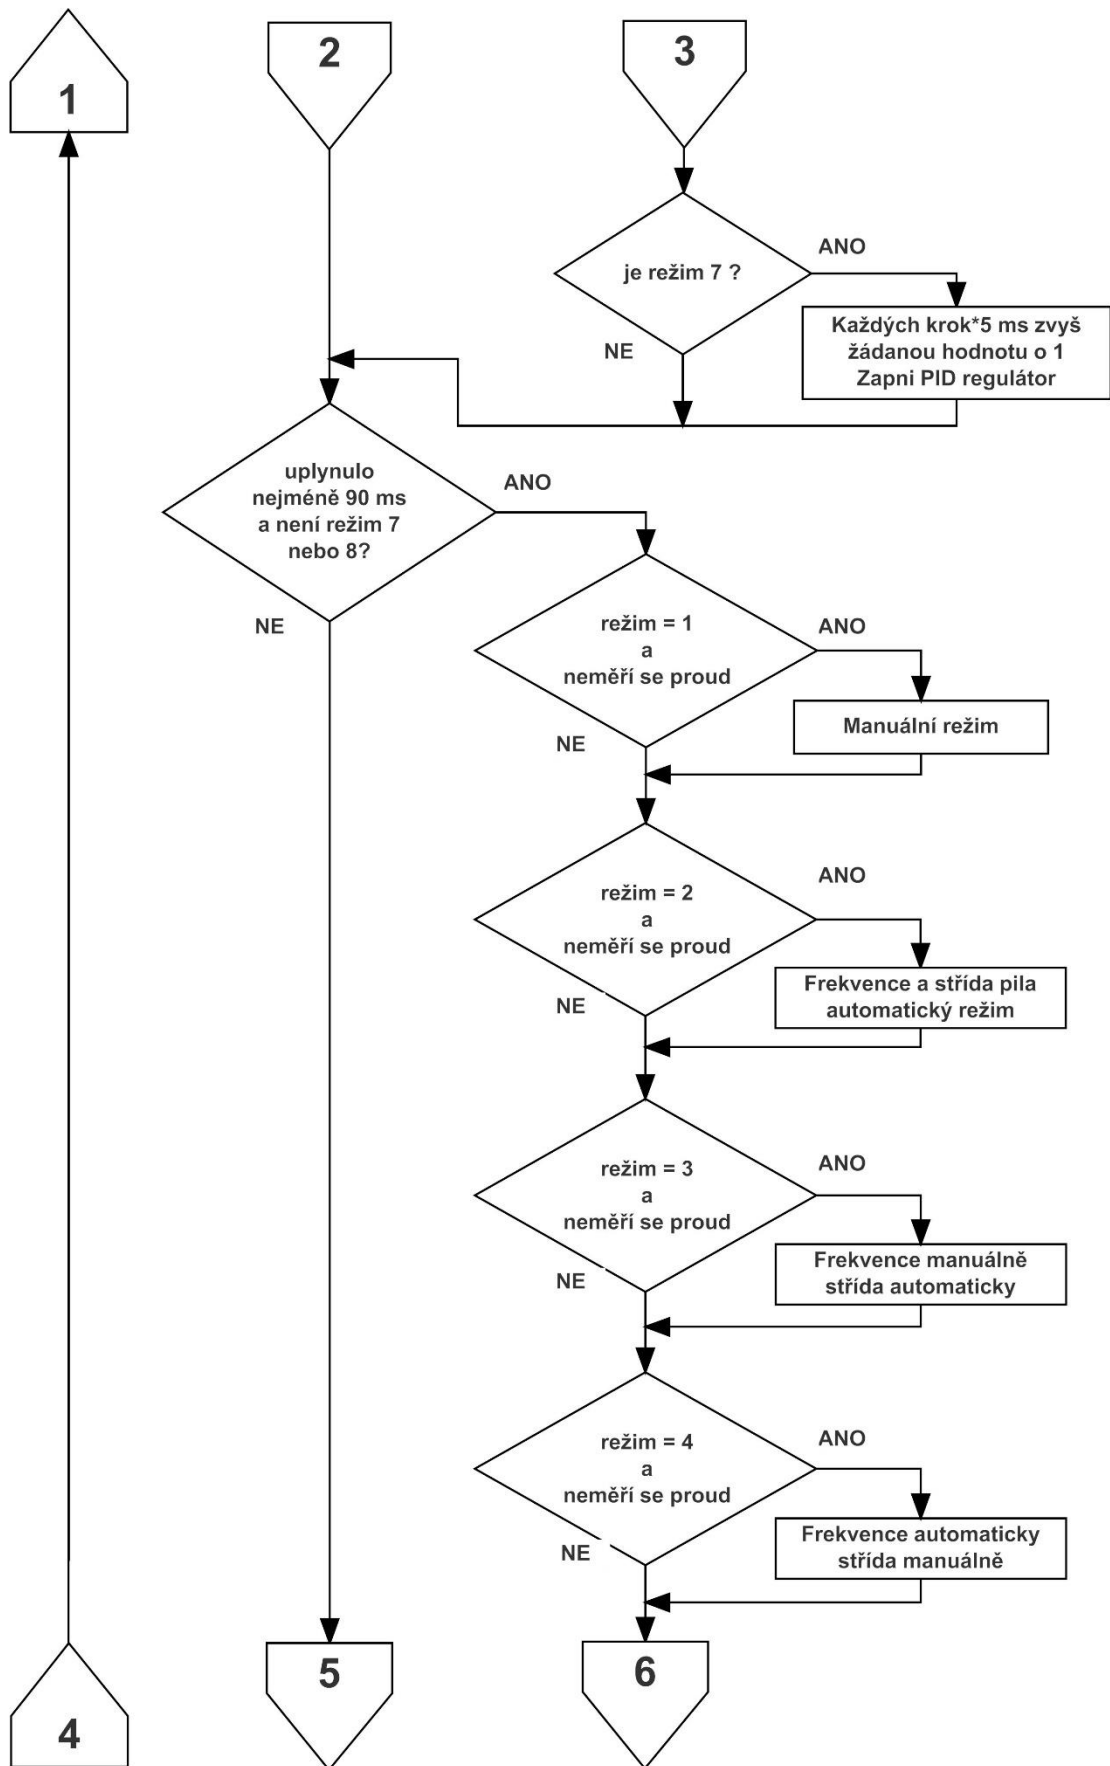 1
2
3
je režim 7 ?
ANO
NE
Každých krok*5 ms zvyš
žádanou hodnotu o 1
Zapni PID regulátor
uplynulo
nejméně 90 ms
a není režim 7
nebo 8?
ANO
NE
režim = 1
a
neměří se proud
ANO
NE
Manuální režim
režim = 2
a
neměří se proud
ANO
NE
Frekvence a střída pila
automatický režim
režim = 3
a
neměří se proud
ANO
NE
Frekvence manuálně
střída automaticky
režim = 4
a
neměří se proud
ANO
NE
Frekvence automaticky
střída manuálně
4
5
6